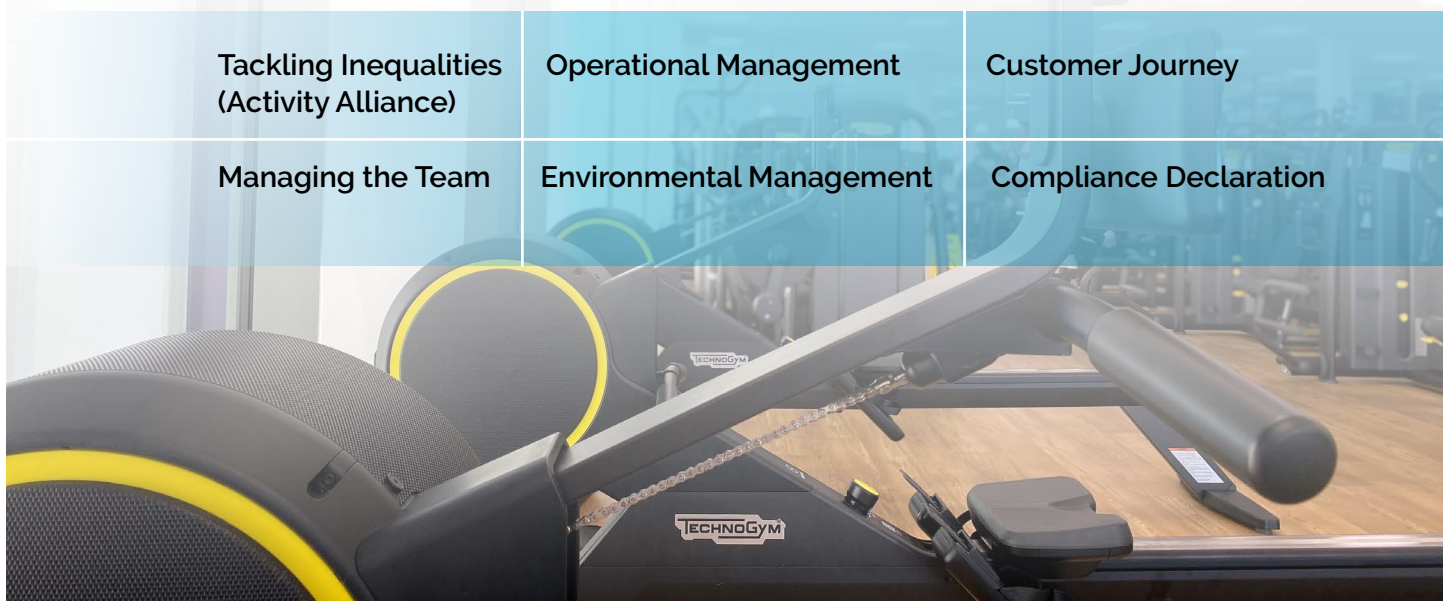 Tackling Inequalities
(Activity Alliance)
Operational Management
Customer Journey
Managing the Team
Environmental Management
Compliance Declaration
TECHNOGYM
TECHNOGYM